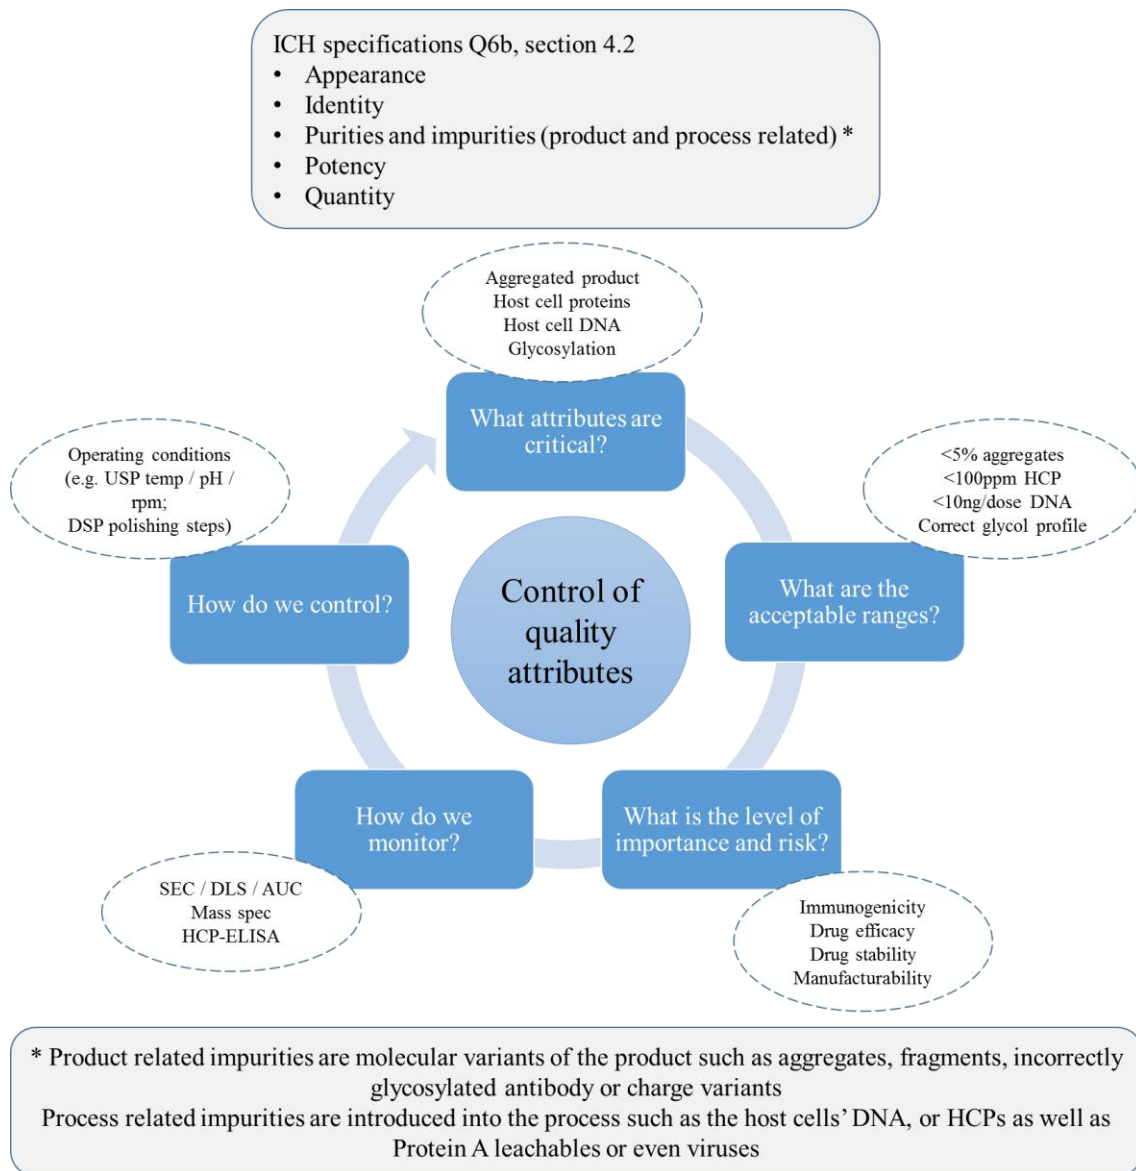 ICH specifications Q6b, section 4.2
• Appearance
• Identity
• Purities and impurities (product and process related) *
• Potency
• Quantity
Aggregated product
Host cell proteins
Host cell DNA
Glycosylation
What attributes are
critical?
<5% aggregates
<100ppm HCP
<10ng/dose DNA
Correct glycol profile
What are the
acceptable ranges?
What is the level of
importance and risk?
Immunogenicity
Drug efficacy
Drug stability
Manufacturability
How do we
monitor?
SEC / DLS / AUC
Mass spec
HCP-ELISA
Operating conditions
(e.g. USP temp / pH /
rpm;
DSP polishing steps)
How do we control?
Control of
quality
attributes
* Product related impurities are molecular variants of the product such as aggregates, fragments, incorrectly
glycosylated antibody or charge variants
Process related impurities are introduced into the process such as the host cells’ DNA, or HCPs as well as
Protein A leachables or even viruses